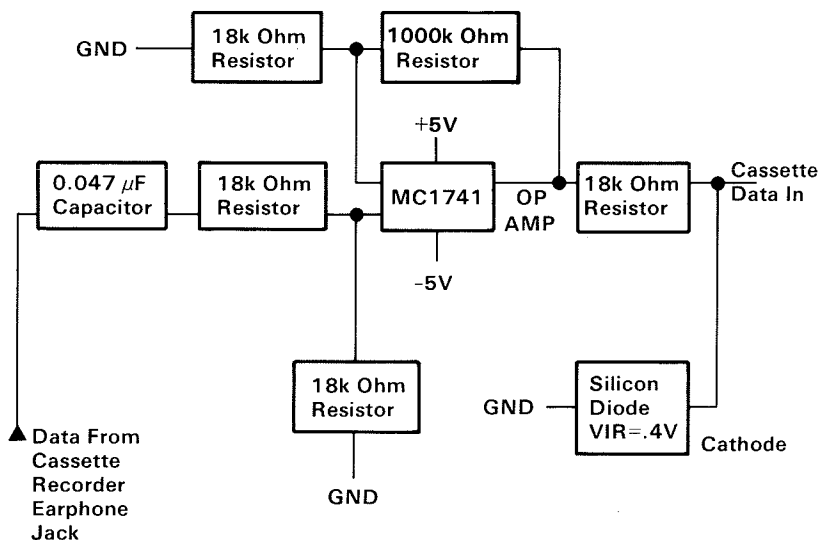 GND
18k Ohm
Resistor
1000k Ohm
Resistor
+5V
0.047 μF
Capacitor
18k Ohm
Resistor
MC1741
OP
AMP
18k Ohm
Resistor
Cassette
Data In
-5V
18k Ohm
Resistor
GND
GND
Silicon
Diode
VIR=.4V
Cathode
Data From
Cassette
Recorder
Earphone
Jack